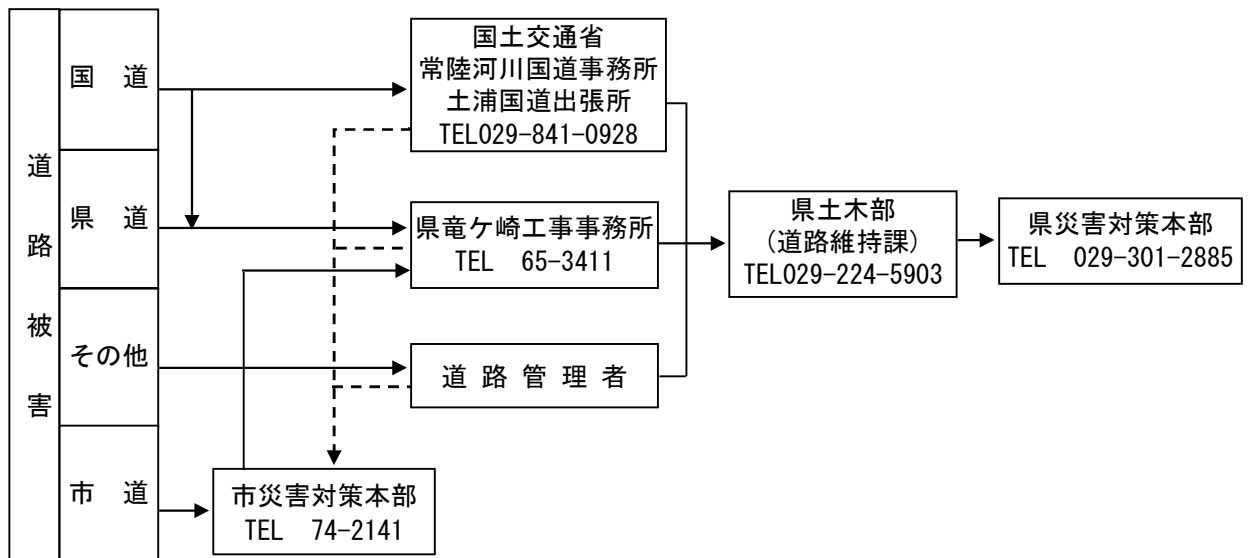 道路被害
国　道
県　道
その他
市　道
国土交通省
常陸河川国道事務所
土浦国道出張所
TEL029-841-0928
県竜ケ崎工事事務所
TEL　65-3411
道 路 管 理 者
市災害対策本部
TEL　74-2141
県土木部
(道路維持課)
TEL029-224-5903
県災害対策本部
TEL　029-301-2885